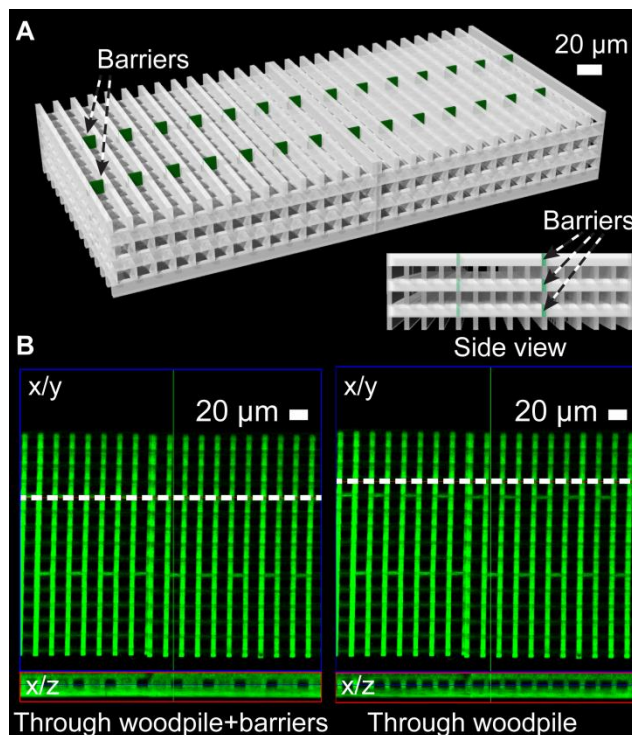 A
Barriers
20 µm
Barriers
Side view
B
x/y
20 µm
x/y
20 µm
x/z
x/z
Through woodpile+barriers
Through woodpile